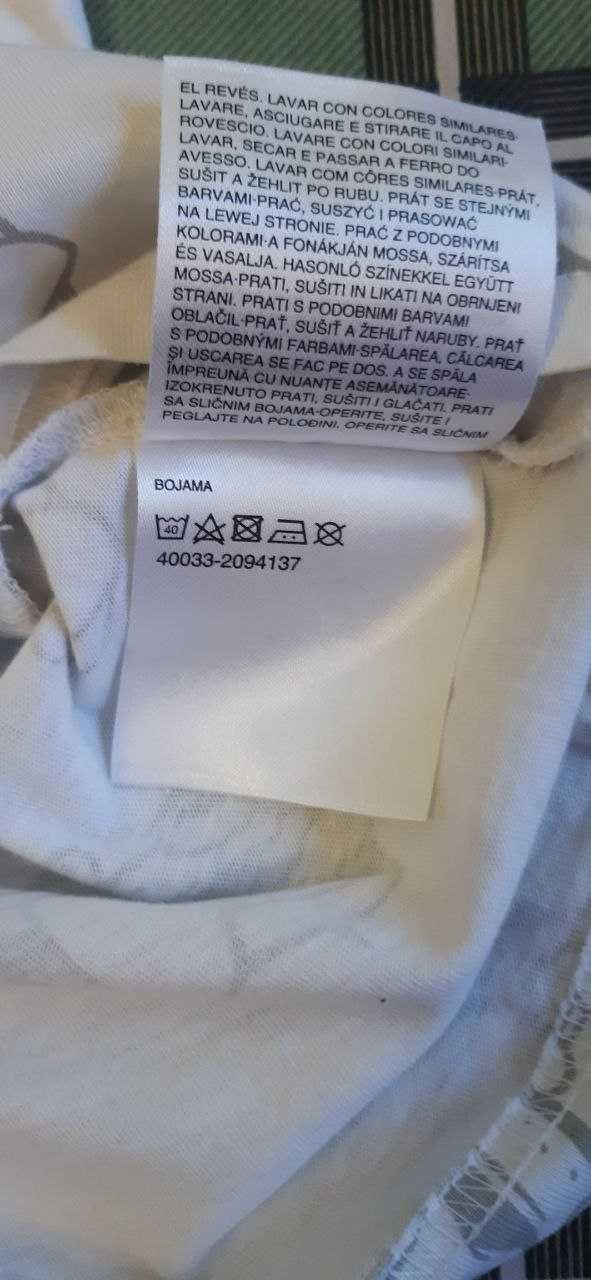 EL REVÉS. LAVAR CON COLORES SIMILARES·
LAVARE, ASCIUGARE E STIRARE IL CAPO AL
ROVESCIO. LAVARE CON COLORI SIMILARI·
LAVAR, SECAR E PASSAR A FERRO DO
AVESSO. LAVAR COM CÔRES SIMILARES·PRÁT,
SUŠIT A ŽEHLIT PO RUBU. PRÁT SE STEJNÝMI
BARVAMI·PRAĆ, SUSZYĆ I PRASOWAĆ
NA LEWEJ STRONIE. PRAĆ Z PODOBNYMI
KOLORAMI·A FONÁKJÁN MOSSA, SZÁRÍTSA
ÉS VASALJA. HASONLÓ SZÍNEKKEL EGYÜTT
MOSSA·PRATI, SUŠITI IN LIKATI NA OBRNJENI
STRANI. PRATI S PODOBNIMI BARVAMI
OBLAČIL·PRAŤ, SUŠIŤ A ŽEHLIŤ NARUBY. PRAŤ
S PODOBNÝMI FARBAMI·SPĂLAREA, CĂLCAREA
ŞI USCAREA SE FAC PE DOS. A SE SPĂLA
ÎMPREUNĂ CU NUANŢE ASEMĂNĂTOARE·
IZOKRENUTO PRATI, SUŠITI I GLAČATI. PRATI
SA SLIČNIM BOJAMA·OPERITE, SUŠITE I
PEGLAJTE NA POLOĐINI. OPERITE SA SLIČNIM
BOJAMA
40
40033-2094137